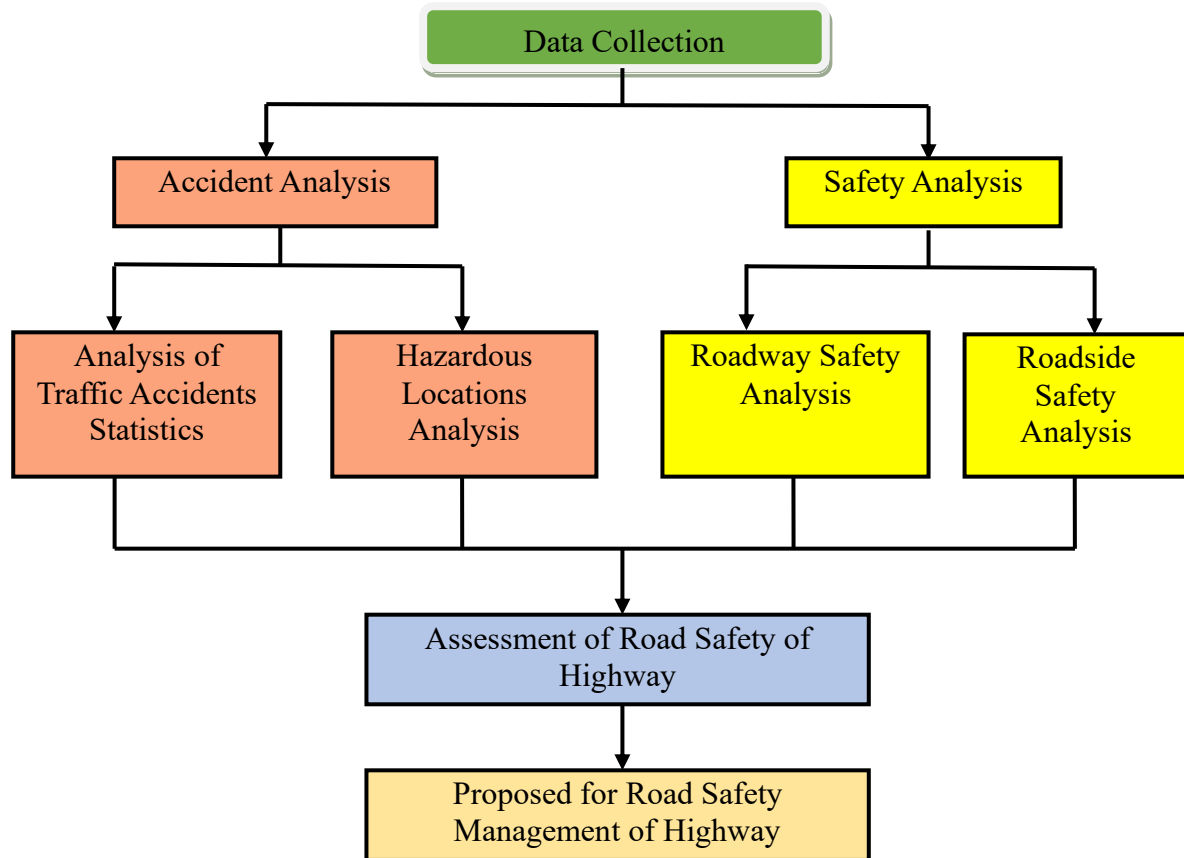 Data Collection
Accident Analysis
Safety Analysis
Analysis of
Traffic Accidents
Statistics
Hazardous
Locations
Analysis
Roadway Safety
Analysis
Roadside
Safety
Analysis
Assessment of Road Safety of
Highway
Proposed for Road Safety
Management of Highway